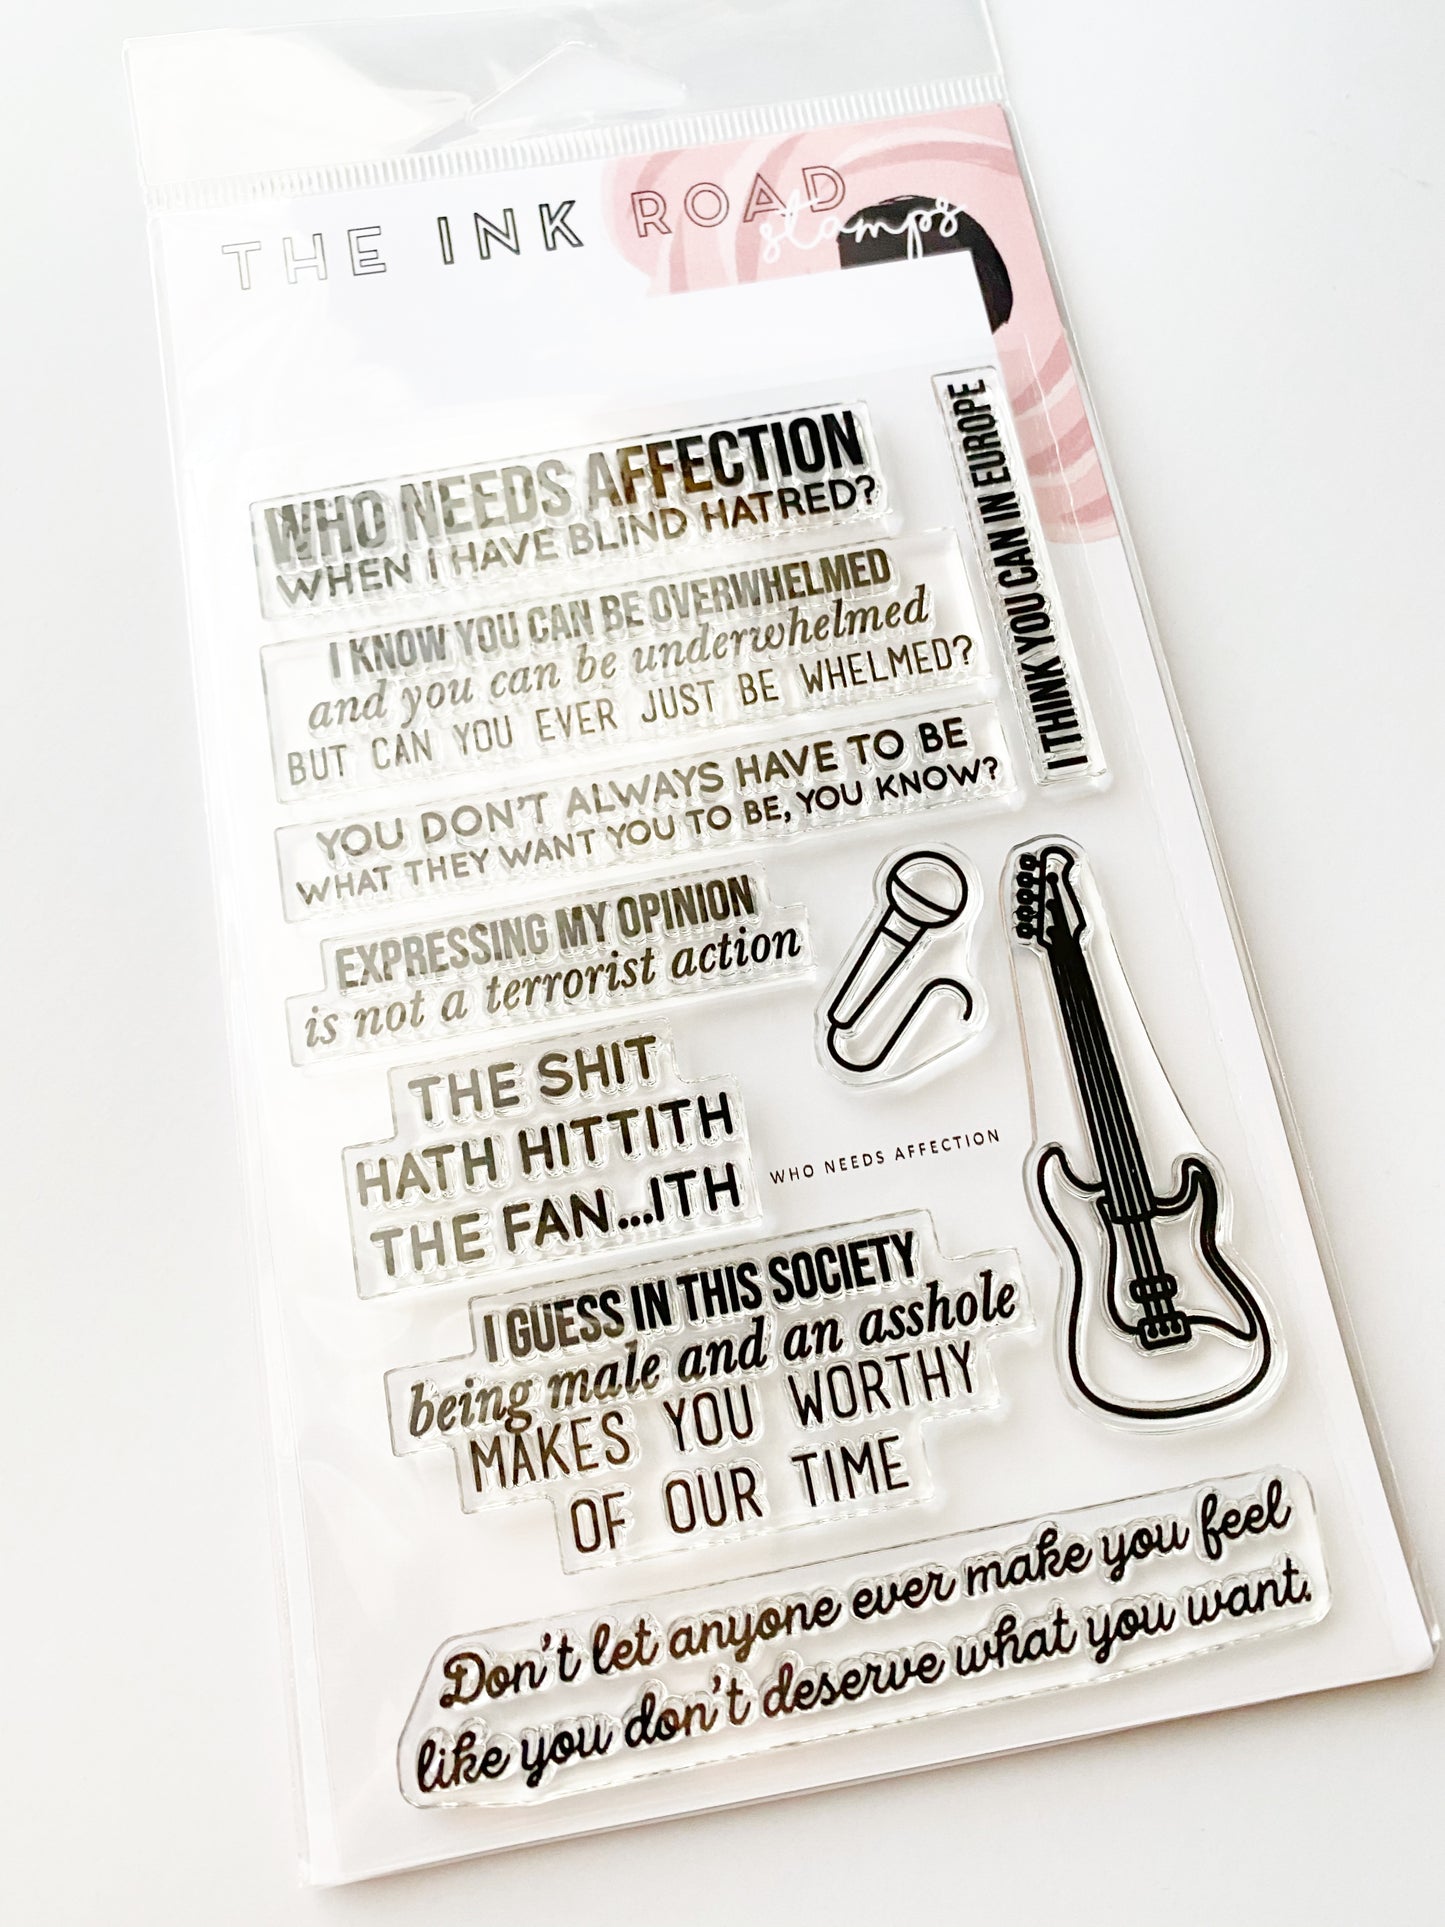 THE INK ROAD
stamps
WHO NEEDS AFFECTION
WHEN I HAVE BLIND HATRED?
I THINK YOU CAN IN EUROPE
I KNOW YOU CAN BE OVERWHELMED
and you can be underwhelmed
BUT CAN YOU EVER JUST BE WHELMED?
YOU DON'T ALWAYS HAVE TO BE
WHAT THEY WANT YOU TO BE, YOU KNOW?
EXPRESSING MY OPINION
is not a terrorist action
THE SHIT
HATH HITTITH
THE FAN...ITH
WHO NEEDS AFFECTION
I GUESS IN THIS SOCIETY
being male and an asshole
MAKES YOU WORTHY
OF OUR TIME
Don't let anyone ever make you feel
like you don't deserve what you want.